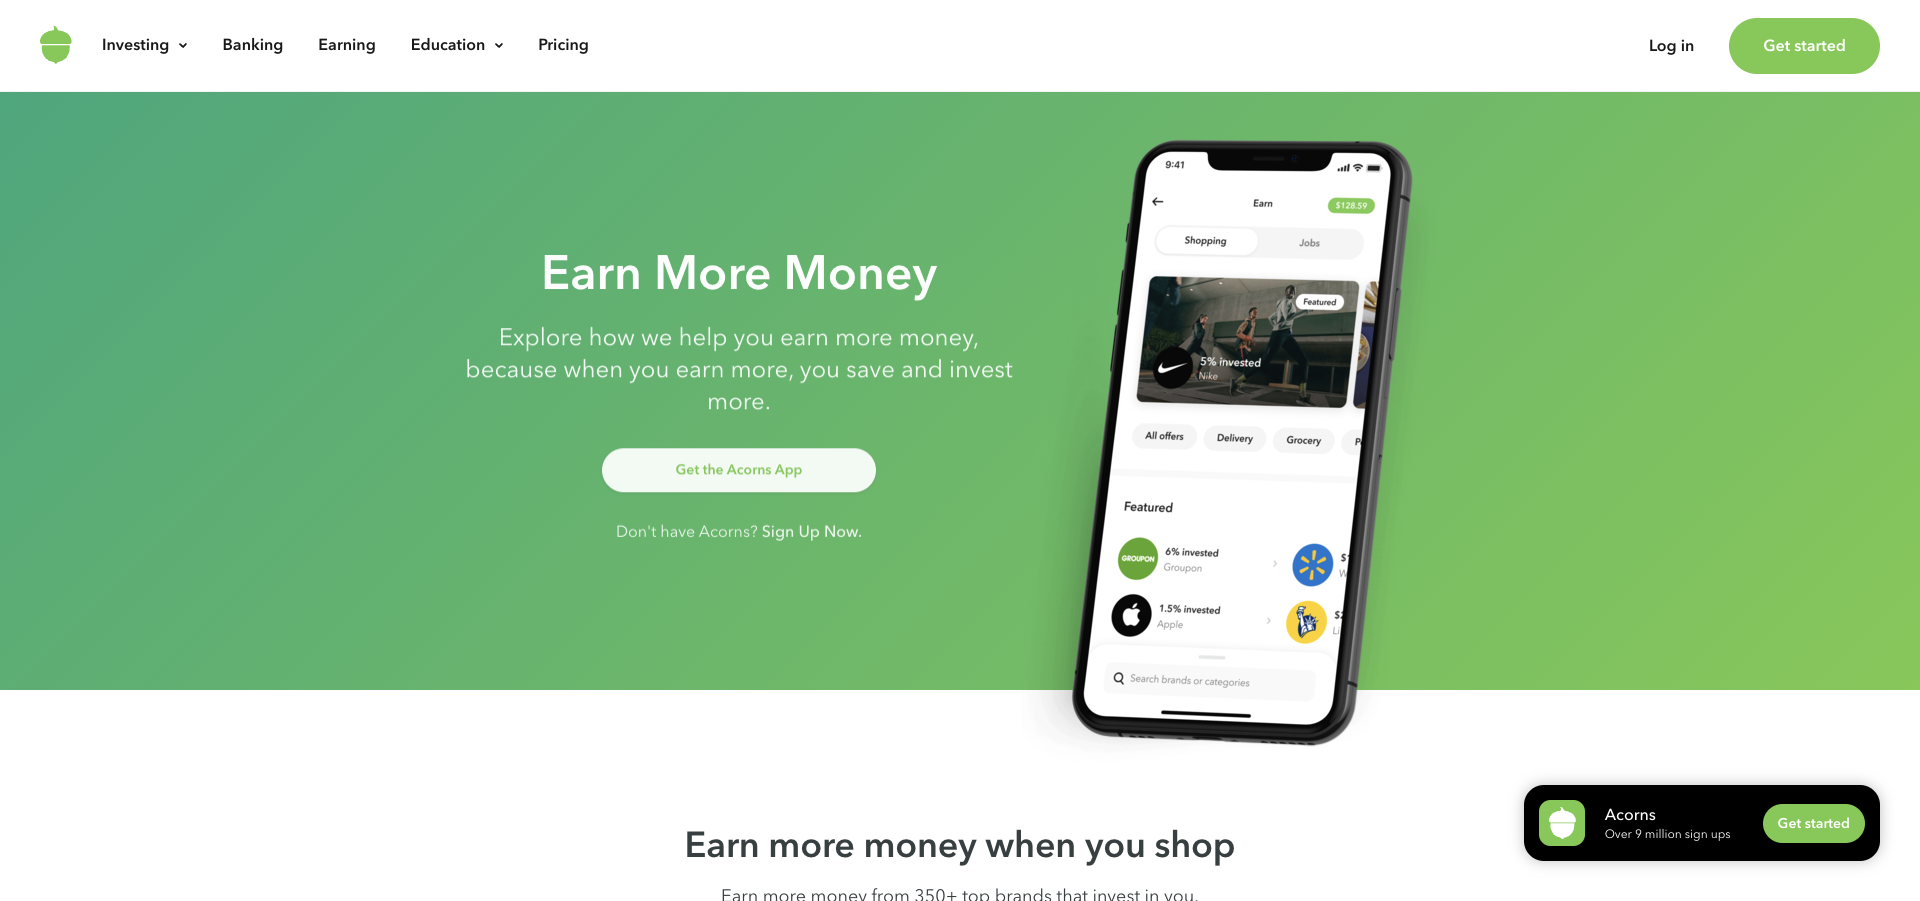 Investing
Banking
Earning
Education
Pricing
Log in
Get started
Earn More Money
Explore how we help you earn more money,
because when you earn more, you save and invest
more.
Get the Acorns App
Don't have Acorns? Sign Up Now.
9:41
Earn
$128.59
Shopping
Jobs
Featured
5% invested
Nike
All offers
Delivery
Grocery
Featured
GROUPON
6% invested
Groupon
1.5% invested
Apple
Search brands or categories
Earn more money when you shop
Earn more money from 350+ top brands that invest in you.
Acorns
Over 9 million sign ups
Get started